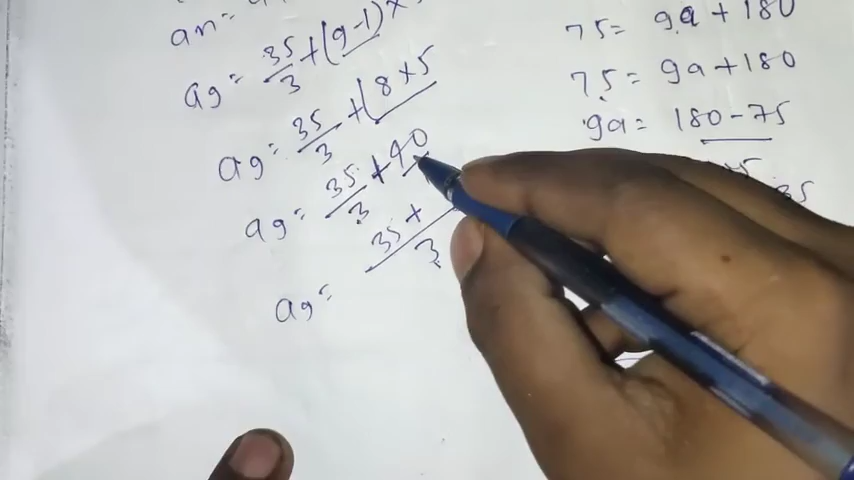 an =
a9 = 35/3 + (9-1) ×
a9 = 35/3 + (8×5
a9 = 35/3 + 40
35 +
/3
a9 =
75 = 9a + 180
75 = 9a + 180
9a = 180 - 75